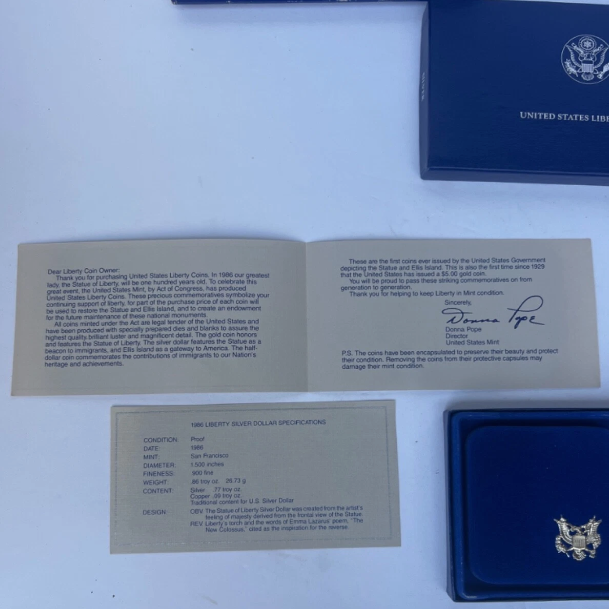 UNITED STATES LIB
Dear Liberty Coin Owner:
Thank you for purchasing United States Liberty Coins. In 1986 our greatest
lady, the Statue of Liberty, will be one hundred years old. To celebrate this
great event, the United States Mint, by Act of Congress, has produced
United States Liberty Coins. These precious commemoratives symbolize your
continuing support of liberty, for part of the purchase price of each coin will
be used to restore the Statue and Ellis Island, and to create an endowment
for the future maintenance of these national monuments.
All coins minted under the Act are legal tender of the United States and
have been produced with specially prepared dies and blanks to assure the
highest quality, brilliant luster and magnificent detail. The gold coin honors
and features the Statue of Liberty. The silver dollar features the Statue as a
beacon to immigrants, and Ellis Island as a gateway to America. The half-
dollar coin commemorates the contributions of immigrants to our Nation's
heritage and achievements.
These are the first coins ever issued by the United States Government
depicting the Statue and Ellis Island. This is also the first time since 1929
that the United States has issued a $5.00 gold coin.
You will be proud to pass these striking commemoratives on from
generation to generation.
Thank you for helping to keep Liberty in Mint condition.
Sincerely,
Donna Pope
Donna Pope
Director
United States Mint
P.S. The coins have been encapsulated to preserve their beauty and protect
their condition. Removing the coins from their protective capsules may
damage their mint condition.
1986 LIBERTY SILVER DOLLAR SPECIFICATIONS
CONDITION: Proof
DATE: 1986
MINT: San Francisco
DIAMETER: 1.500 inches
FINENESS: .900 fine
WEIGHT: .86 troy oz. 26.73 g
CONTENT: Silver .77 troy oz.
Copper .09 troy oz.
Traditional content for U.S. Silver Dollar
DESIGN: OBV. The Statue of Liberty Silver Dollar was created from the artist's
feeling of majesty derived from the frontal view of the Statue
REV. Liberty's torch and the words of Emma Lazarus' poem, "The
New Colossus," cited as the inspiration for the reverse